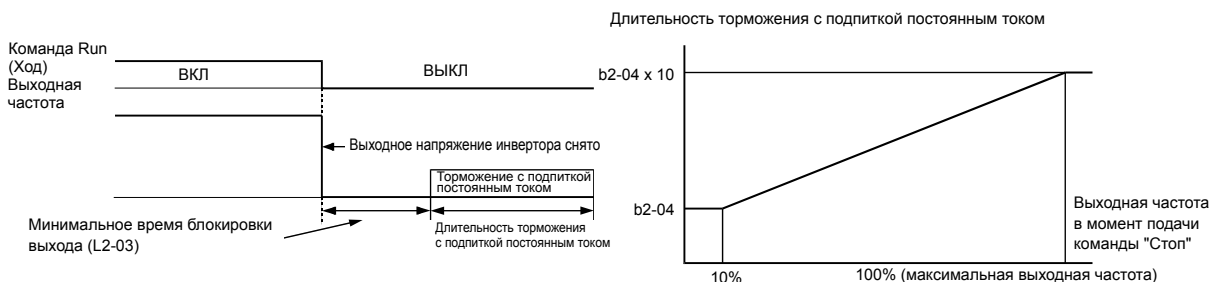 Команда Run
(Ход)
Выходная
частота
ВКЛ
ВЫКЛ
Выходное напряжение инвертора снято
Торможение с подпиткой
постоянным током
Минимальное время блокировки
выхода (L2-03)
Длительность торможения
с подпиткой постоянным током
Длительность торможения с подпиткой постоянным током
b2-04 x 10
b2-04
Выходная частота
в момент подачи
команды "Стоп"
10%
100% (максимальная выходная частота)